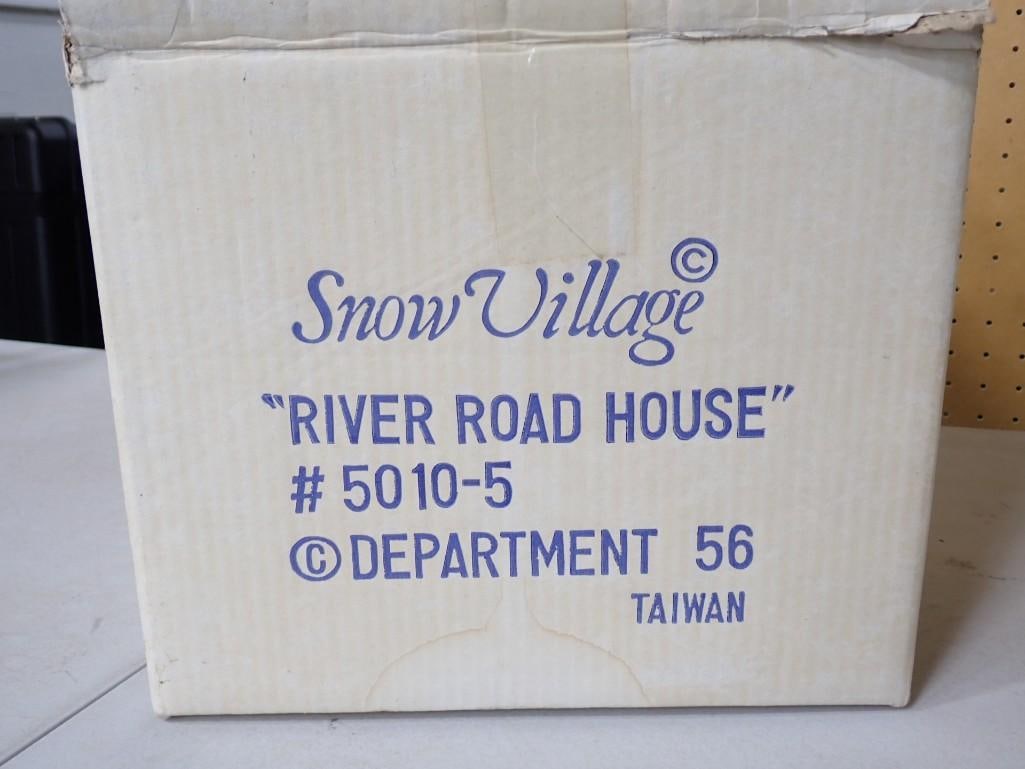 Snow Village ©
"RIVER ROAD HOUSE"
# 5010-5
© DEPARTMENT 56
TAIWAN